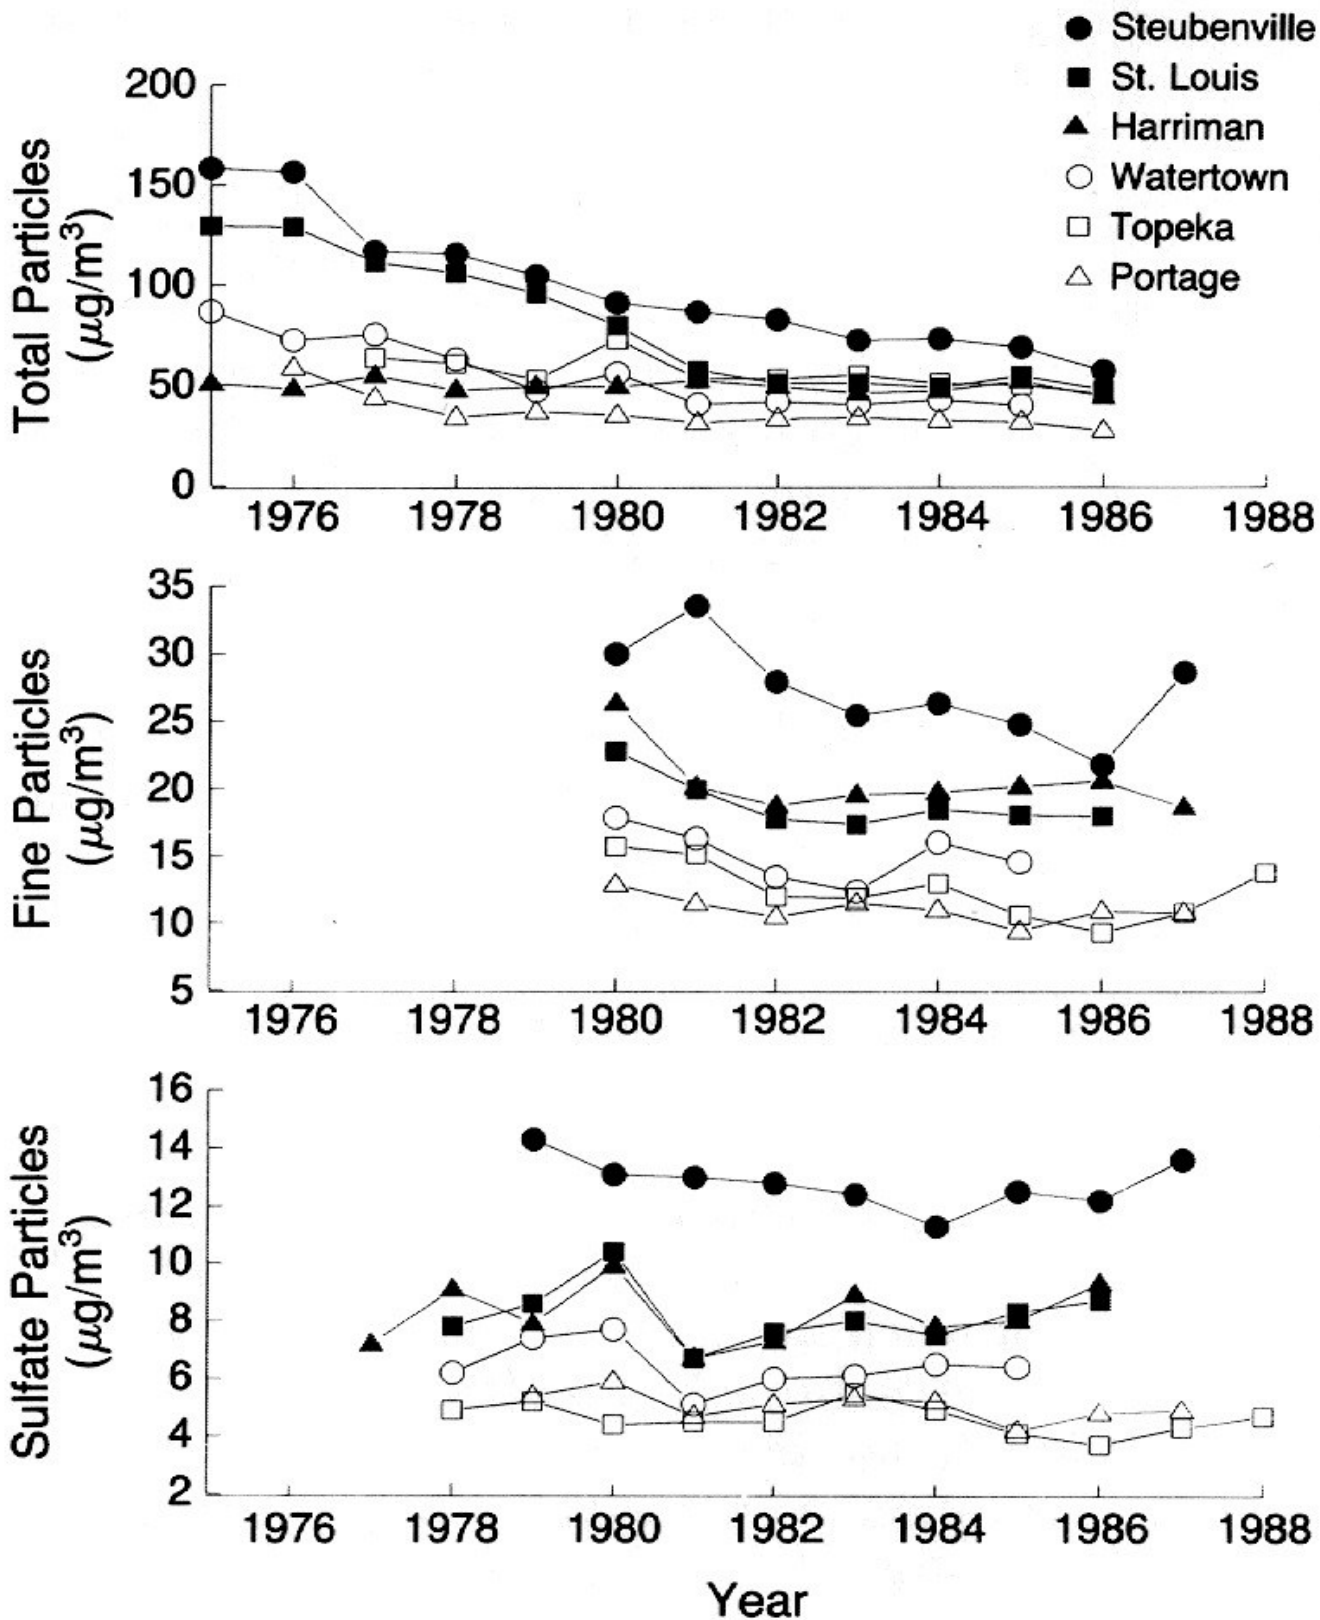 Steubenville
St. Louis
Harriman
Watertown
Topeka
Portage
Total Particles
(μg/m³)
200
150
100
50
0
1976 1978 1980 1982 1984 1986 1988
Fine Particles
(μg/m³)
35
30
25
20
15
10
5
1976 1978 1980 1982 1984 1986 1988
Sulfate Particles
(μg/m³)
16
14
12
10
8
6
4
2
1976 1978 1980 1982 1984 1986 1988
Year